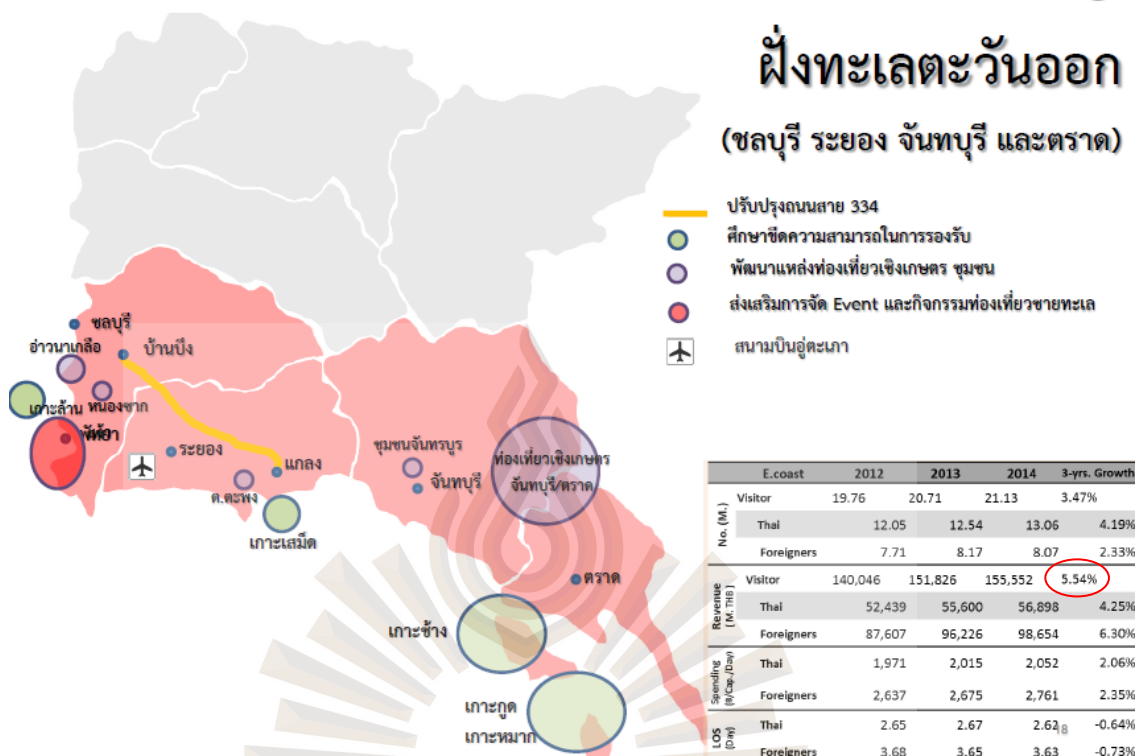 ฝั่งทะเลตะวันออก
(ชลบุรี ระยอง จันทบุรี และตราด)
ปรับปรุงถนนสาย 334
ศึกษาขีดความสามารถในการรองรับ
พัฒนาแหล่งท่องเที่ยวเชิงเกษตร ชุมชน
ส่งเสริมการจัด Event และกิจกรรมท่องเที่ยวชายทะเล
สนามบินอู่ตะเภา
ชลบุรี
อ่าวนาเกลือ
บ้านบึง
เกาะล้าน
หนองซาก
พัทยา
ระยอง
แกลง
ต.ตะพง
เกาะเสม็ด
ชุมชนจันทรบูร
จันทบุรี
ท่องเที่ยวเชิงเกษตร
จันทบุรี/ตราด
ตราด
เกาะช้าง
เกาะกูด
เกาะหมาก
E.coast 2012 2013 2014 3-yrs. Growth
No. (M.)
Visitor 19.76 20.71 21.13 3.47%
Thai 12.05 12.54 13.06 4.19%
Foreigners 7.71 8.17 8.07 2.33%
Revenue (M. THB)
Visitor 140,046 151,826 155,552 5.54%
Thai 52,439 55,600 56,898 4.25%
Foreigners 87,607 96,226 98,654 6.30%
Spending (B/Cap./Day)
Thai 1,971 2,015 2,052 2.06%
Foreigners 2,637 2,675 2,761 2.35%
LOS (Day)
Thai 2.65 2.67 2.62 -0.64%
Foreigners 3.68 3.65 3.63 -0.73%